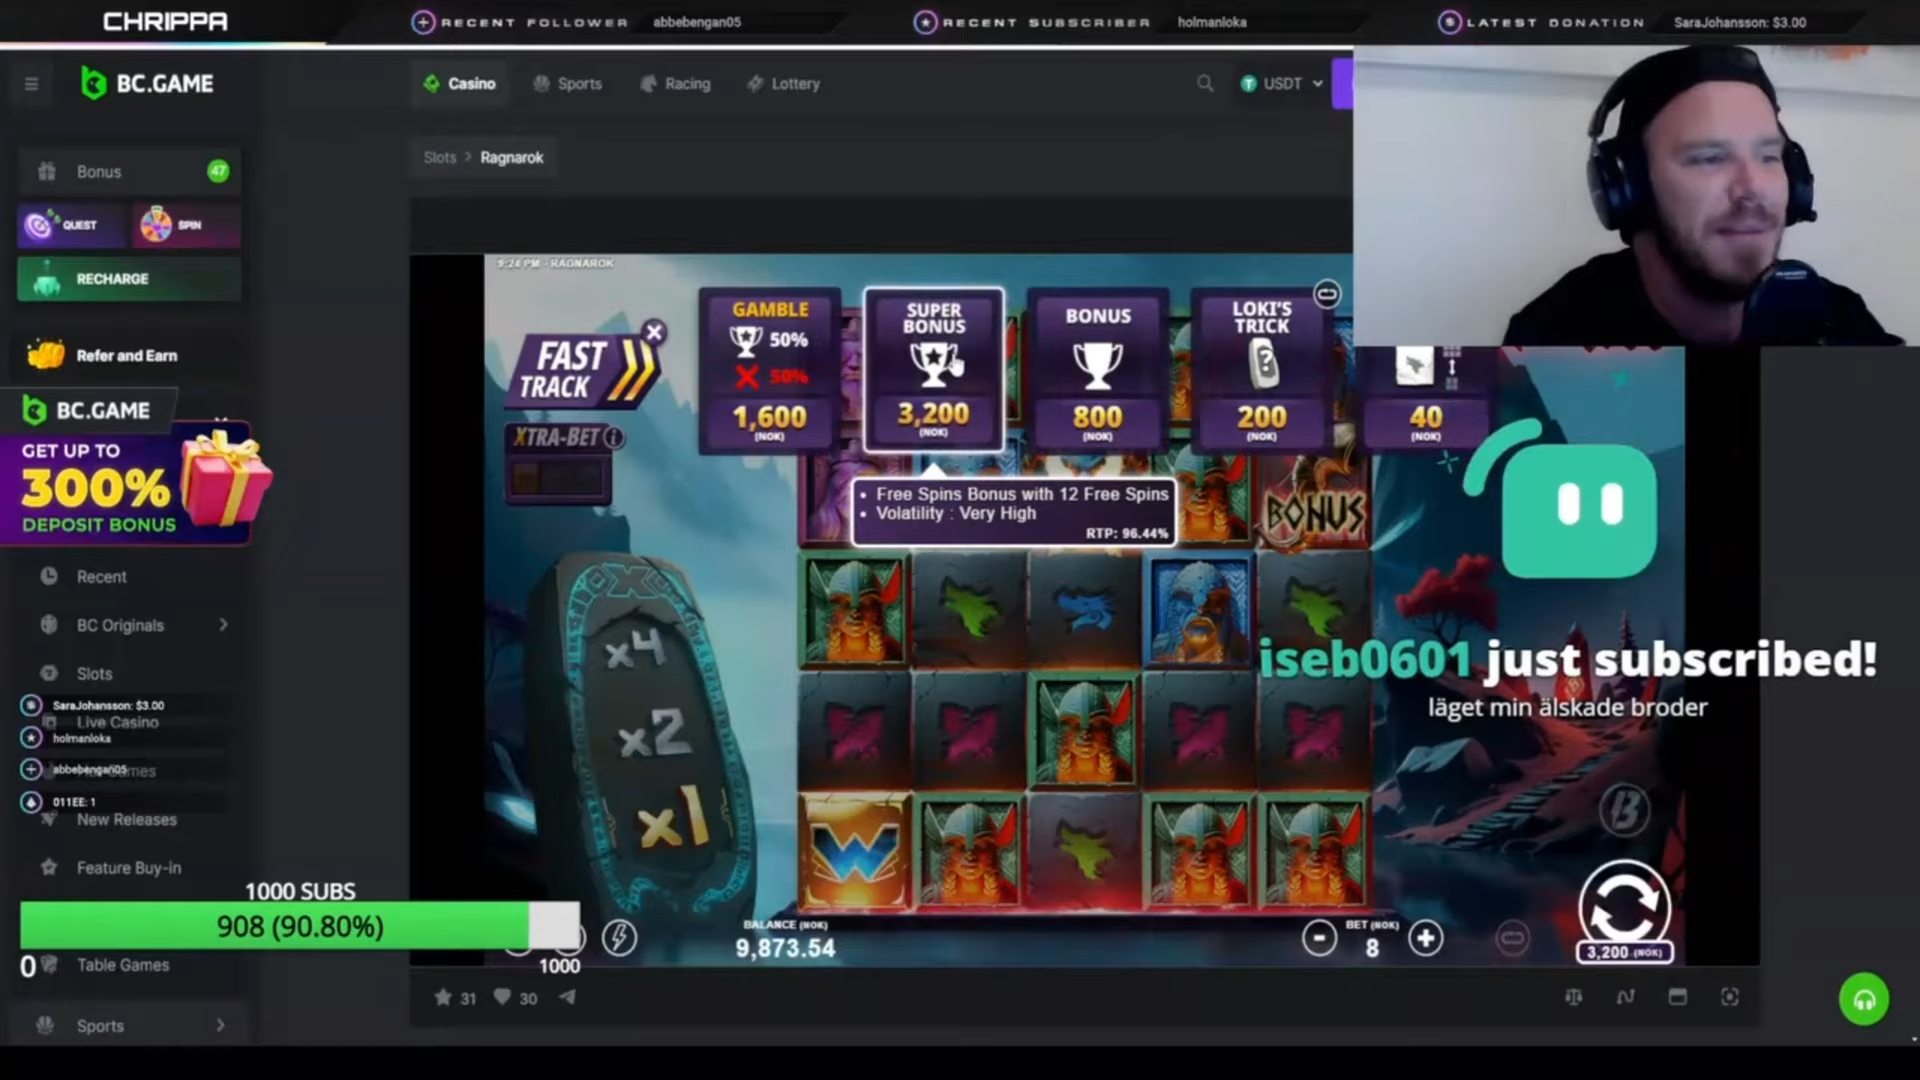 CHRIPPA
RECENT FOLLOWER abbebengan05
RECENT SUBSCRIBER holmanloka
LATEST DONATION SaraJohansson: $3.00
BC.GAME
Casino Sports Racing Lottery
USDT
Slots > Ragnarok
Bonus 47
QUEST SPIN
RECHARGE
Refer and Earn
BC.GAME
GET UP TO
300%
DEPOSIT BONUS
Recent
BC Originals
Slots
SaraJohansson: $3.00
Live Casino
holmanloka
abbebengan05
011EE: 1
New Releases
Feature Buy-in
1000 SUBS
908 (90.80%)
0
1000
Table Games
Sports
9:24 PM - RAGNAROK
FAST
TRACK
XTRA-BET
GAMBLE
50%
50%
1,600
(NOK)
SUPER
BONUS
3,200
(NOK)
BONUS
800
(NOK)
LOKI'S
TRICK
?
200
(NOK)
40
(NOK)
• Free Spins Bonus with 12 Free Spins
• Volatility : Very High
RTP: 96.44%
BONUS
x4
x2
x1
W
iseb0601 just subscribed!
läget min älskade broder
BALANCE (NOK)
9,873.54
BET (NOK)
- 8 +
3,200 (NOK)
31 30